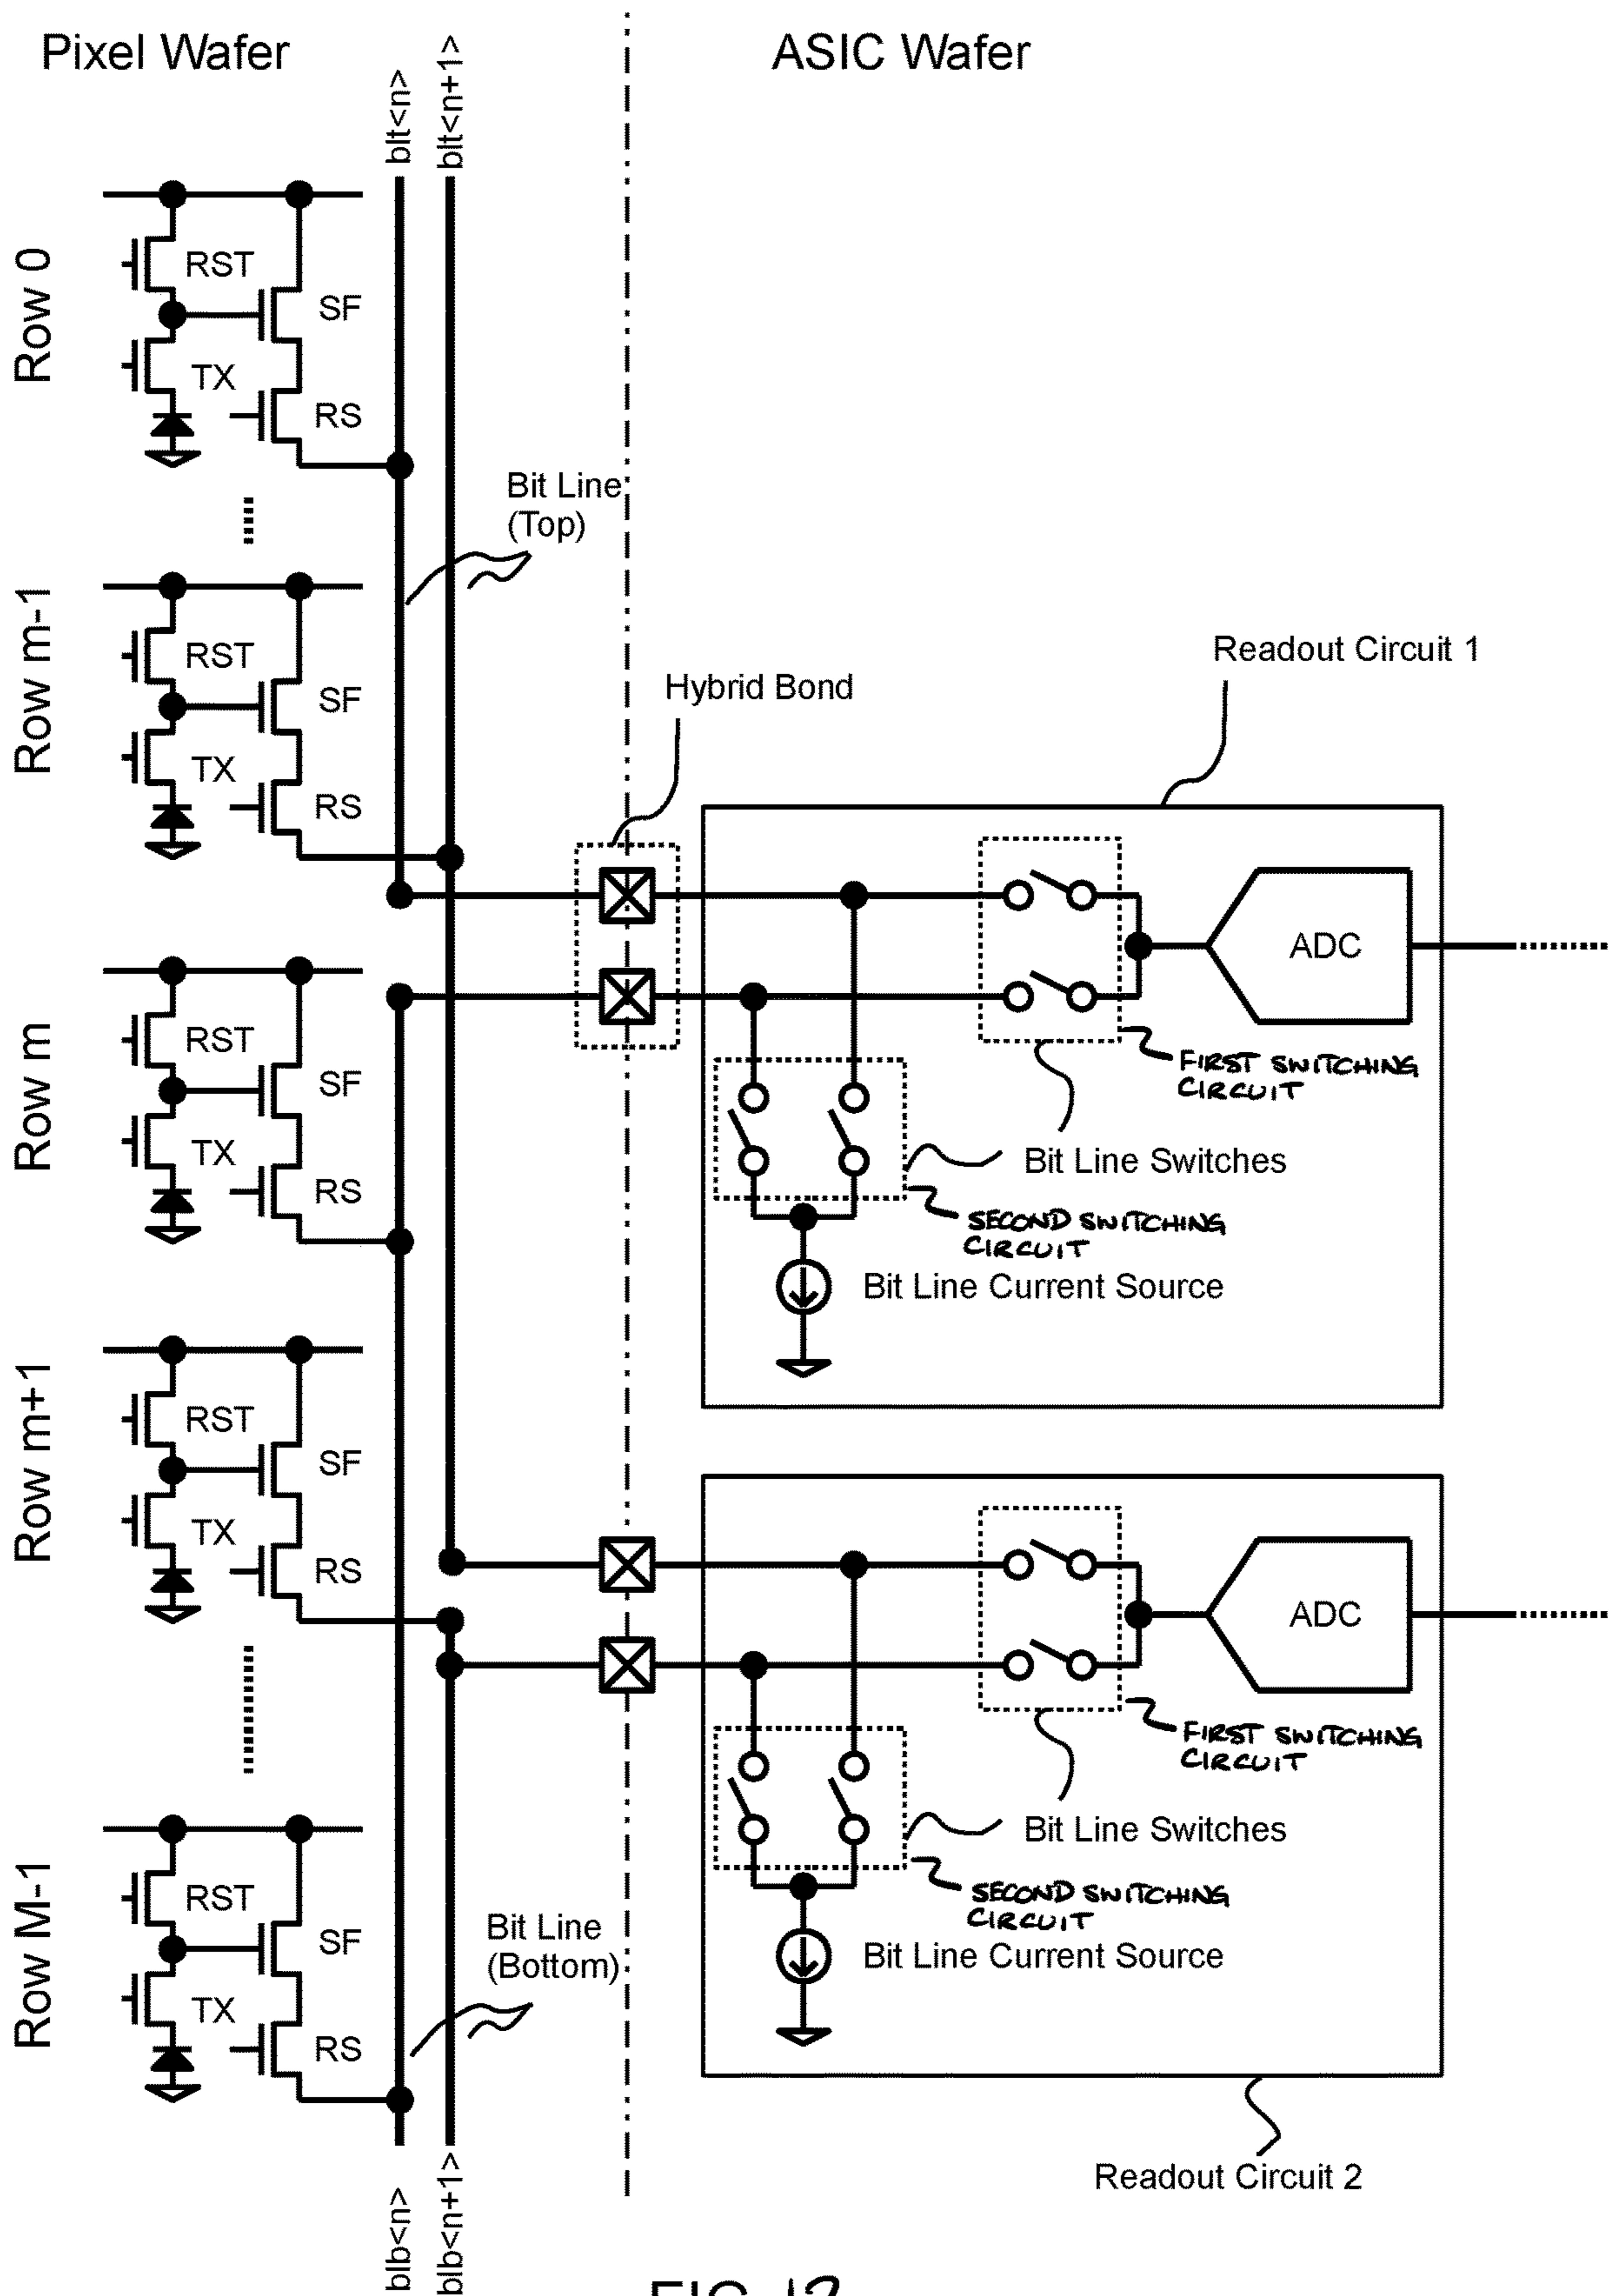 Pixel Wafer
ASIC Wafer
blt<n>
blt<n+1>
Row 0
RST
SF
TX
RS
Bit Line
(Top)
Row m-1
RST
SF
TX
RS
Hybrid Bond
Readout Circuit 1
ADC
FIRST SWITCHING
CIRCUIT
Bit Line Switches
SECOND SWITCHING
CIRCUIT
Bit Line Current Source
Row m
RST
SF
TX
RS
Row m+1
RST
SF
TX
RS
ADC
FIRST SWITCHING
CIRCUIT
Bit Line Switches
SECOND SWITCHING
CIRCUIT
Bit Line Current Source
Readout Circuit 2
Row M-1
RST
SF
TX
RS
Bit Line
(Bottom)
blb<n>
blb<n+1>
FIG. 12